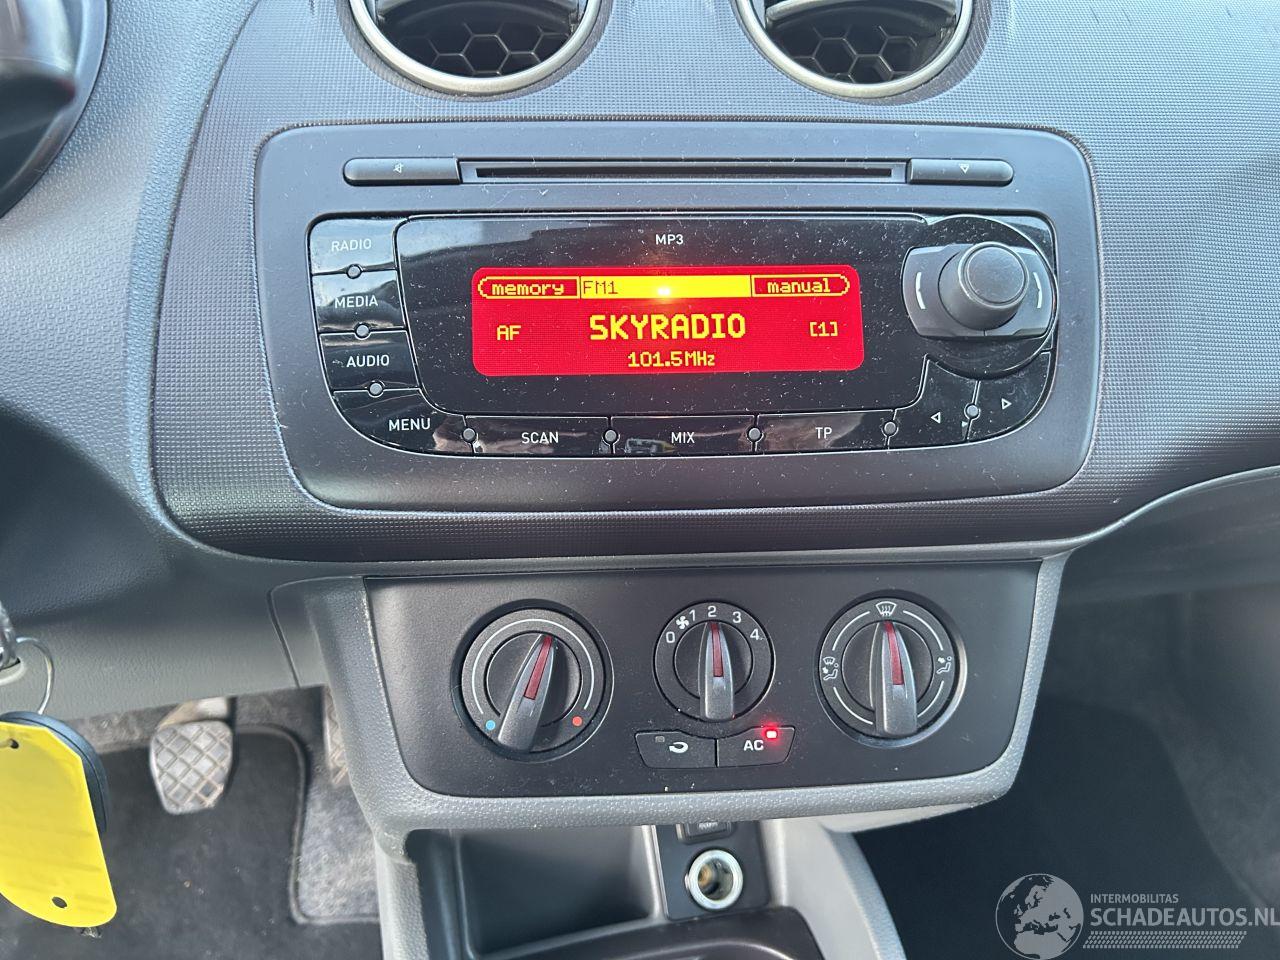 MP3
RADIO
MEDIA
AUDIO
MENU
memory FM1 manual
AF SKYRADIO [1]
101.5MHz
SCAN MIX TP
0 1 2 3 4
AC
INTERMOBILITAS
SCHADEAUTOS.NL